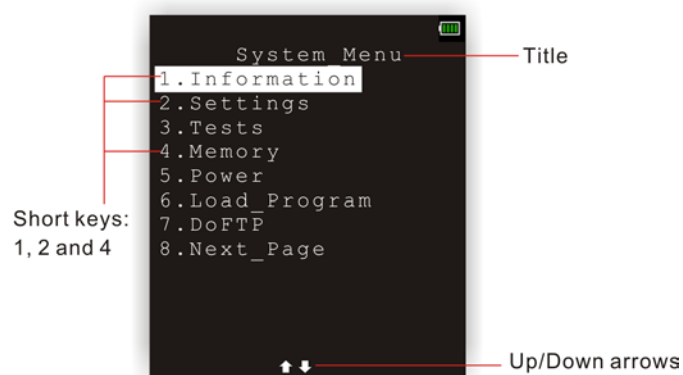 System_Menu
Title
1.Information
2.Settings
3.Tests
4.Memory
5.Power
6.Load_Program
7.DoFTP
8.Next_Page
Short keys:
1, 2 and 4
Up/Down arrows